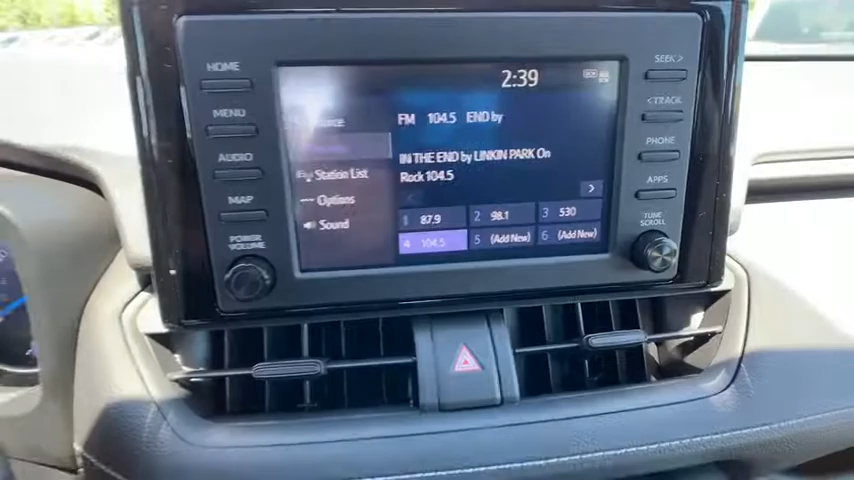 HOME
MENU
AUDIO
MAP
POWER
VOLUME
2:39
FM 104.5 END by
IN THE END by LINKIN PARK On
Rock 104.5
Station List
Options
Sound
1 87.9 2 98.1 3 530
4 104.5 5 (Add New) 6 (Add New)
SEEK >
< TRACK
PHONE
APPS
TUNE
SCROLL